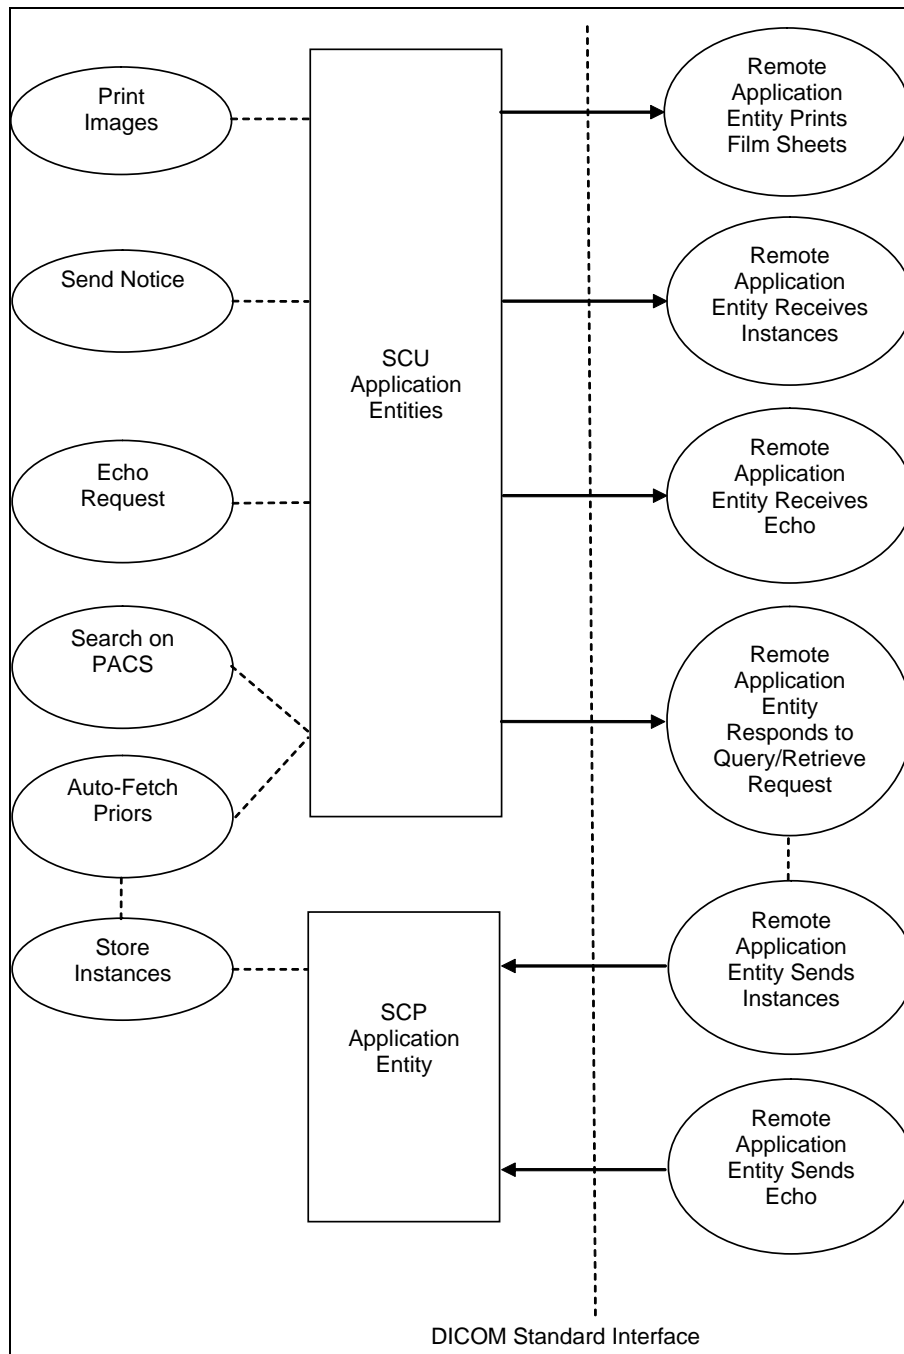 Print
Images
Remote
Application
Entity Prints
Film Sheets
Send Notice
Remote
Application
Entity Receives
Instances
SCU
Application
Entities
Echo
Request
Remote
Application
Entity Receives
Echo
Search on
PACS
Remote
Application
Entity
Responds to
Query/Retrieve
Request
Auto-Fetch
Priors
Store
Instances
Remote
Application
Entity Sends
Instances
SCP
Application
Entity
Remote
Application
Entity Sends
Echo
DICOM Standard Interface